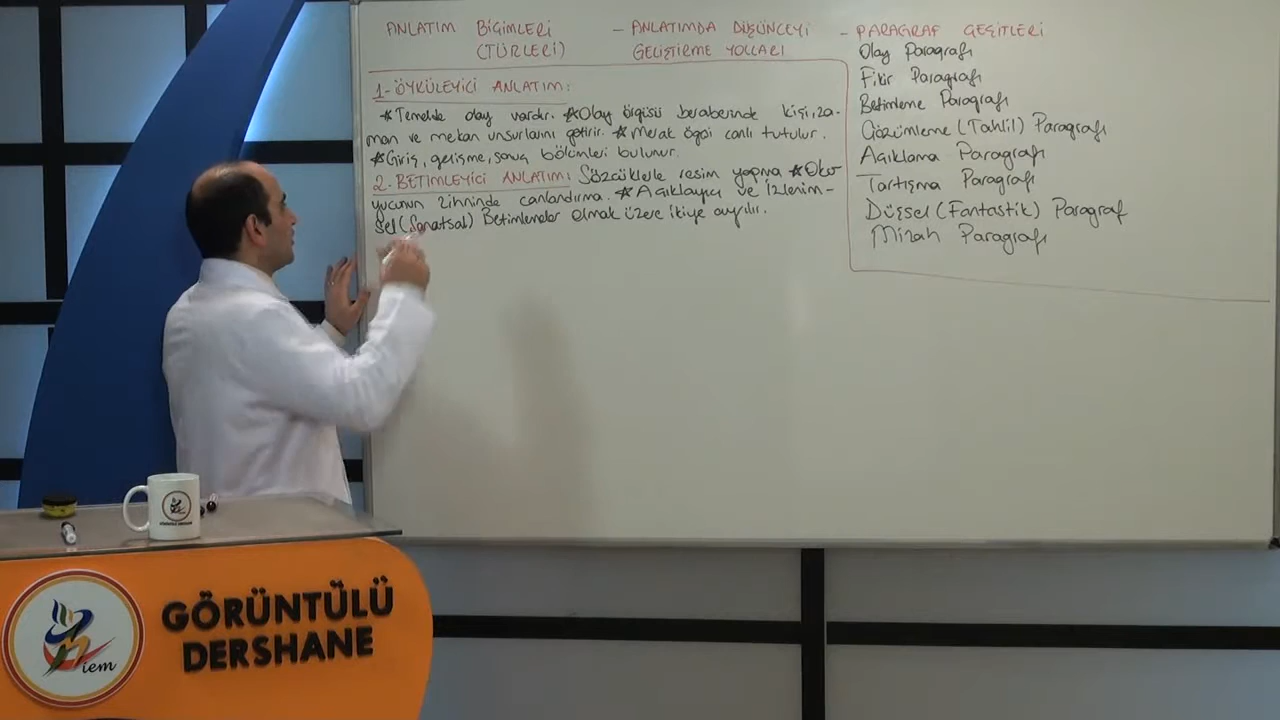 ANLATIM BİÇİMLERİ
(TÜRLERİ)
- ANLATIMDA DÜŞÜNCEYİ
GELİŞTİRME YOLLARI
- PARAGRAF ÇEŞİTLERİ
Olay Paragrafı
Fikir Paragrafı
Betimleme Paragrafı
Çözümleme (Tahlil) Paragrafı
Açıklama Paragrafı
Tartışma Paragrafı
Düşsel (Fantastik) Paragraf
Mizah Paragrafı
1- ÖYKÜLEYİCİ ANLATIM:
*Temelde olay vardır. *Olay örgüsü beraberinde kişi, za-
man ve mekan unsurlarını getirir. *Merak ögesi canlı tutulur.
*Giriş, gelişme, sonuç bölümleri bulunur.
2- BETİMLEYİCİ ANLATIM: Sözcüklerle resim yapma *Oku-
yucunun zihninde canlandırma. *Açıklayıcı ve İzlenim-
sel (Sanatsal) Betimlemeler olmak üzere ikiye ayrılır.
GÖRÜNTÜLÜ
DERSHANE
iem
GÖRÜNTÜLÜ DERSHANE